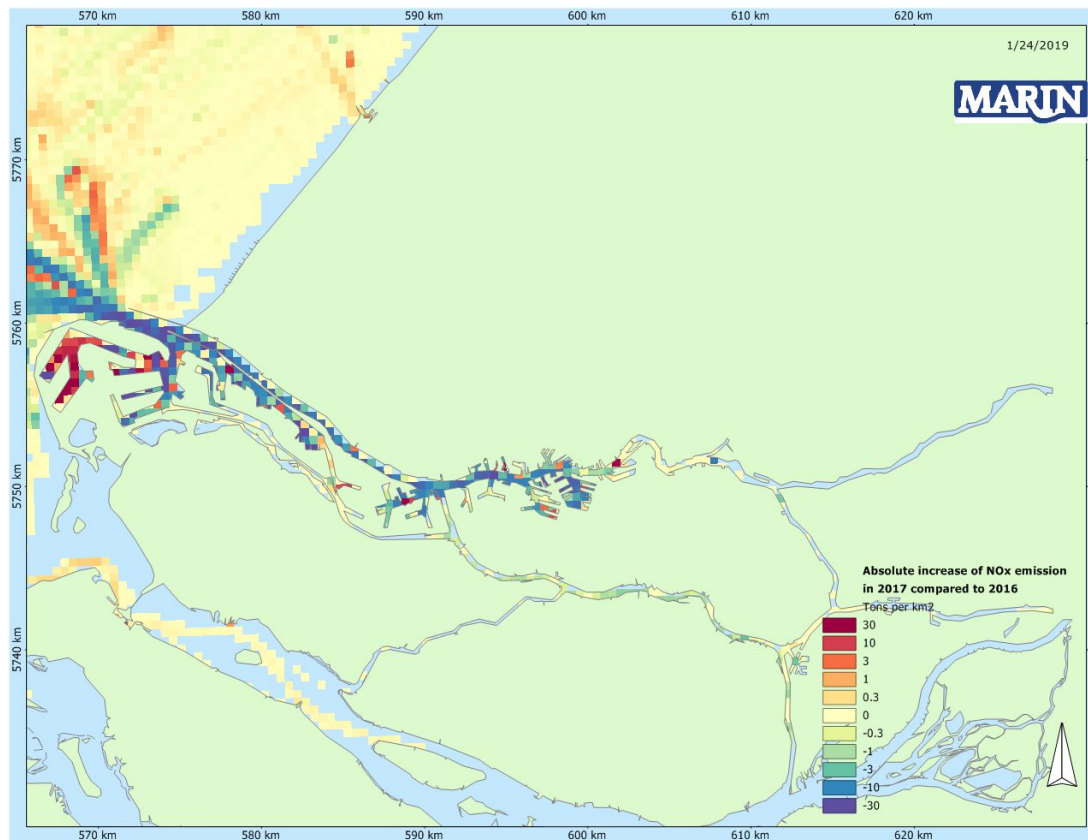 570 km 580 km 590 km 600 km 610 km 620 km
1/24/2019
MARIN
5770 km
5760 km
5750 km
5740 km
Absolute increase of NOx emission
in 2017 compared to 2016
Tons per km2
30
10
3
1
0.3
0
-0.3
-1
-3
-10
-30
570 km 580 km 590 km 600 km 610 km 620 km